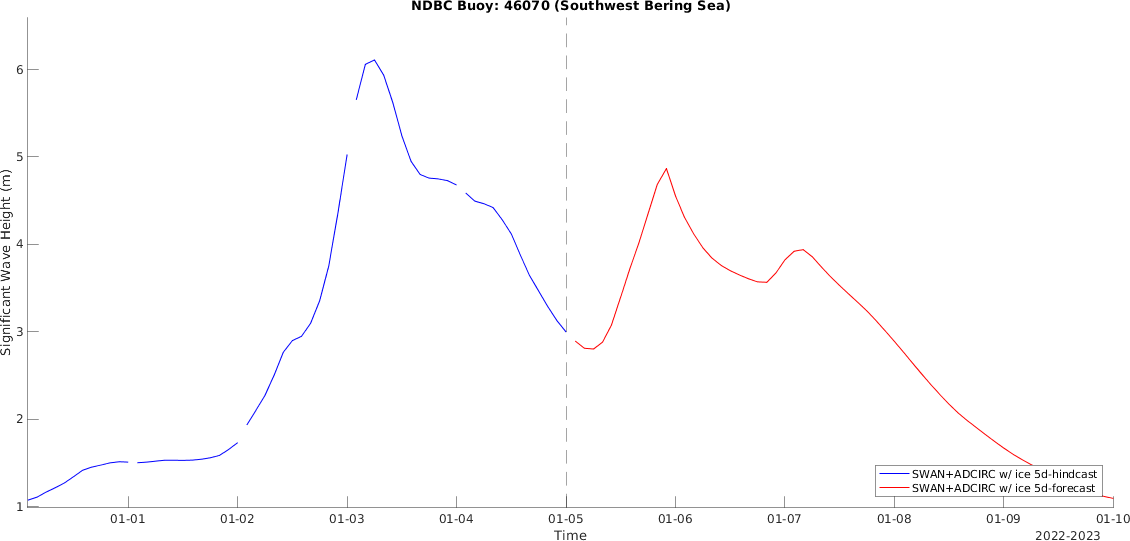 NDBC Buoy: 46070 (Southwest Bering Sea)
6
5
4
3
2
1
Significant Wave Height (m)
SWAN+ADCIRC w/ ice 5d-hindcast
SWAN+ADCIRC w/ ice 5d-forecast
01-01 01-02 01-03 01-04 01-05 01-06 01-07 01-08 01-09 01-10
Time
2022-2023